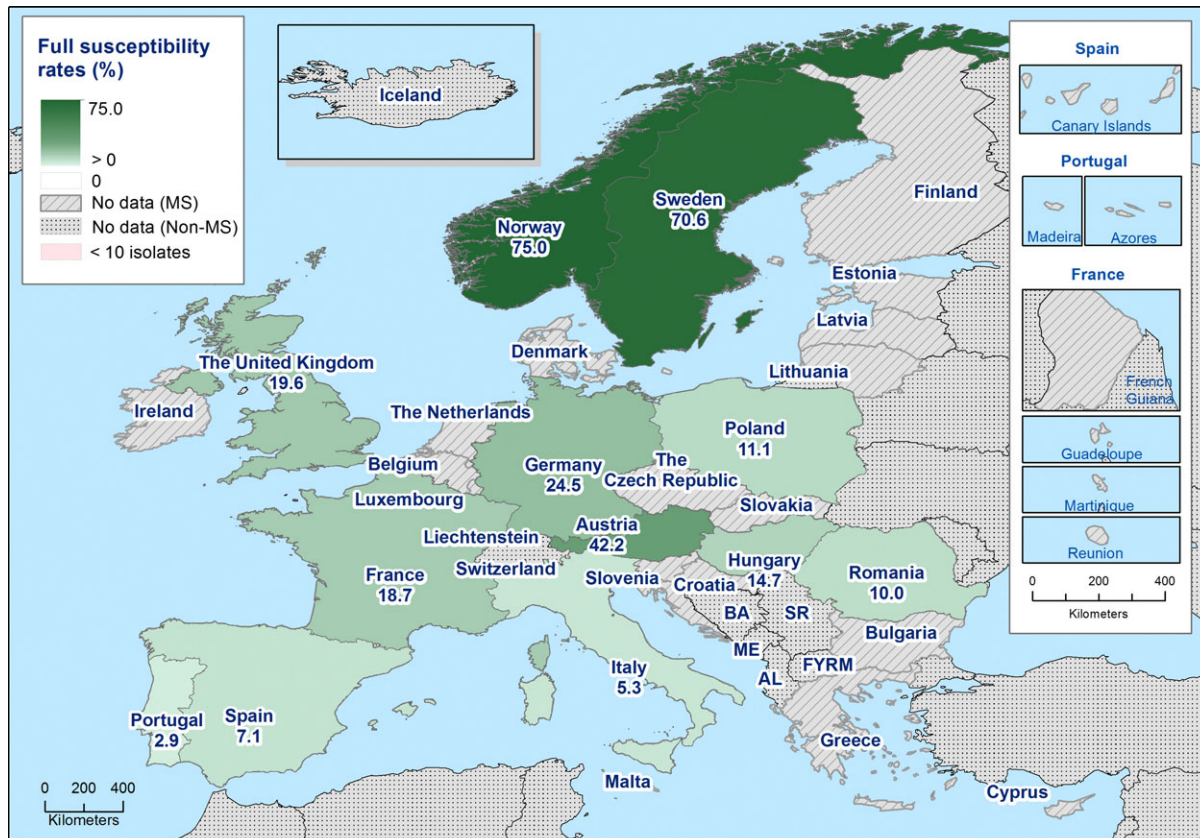 Full susceptibility
rates (%)
75.0
> 0
0
No data (MS)
No data (Non-MS)
< 10 isolates
Iceland
Norway
75.0
Sweden
70.6
Finland
Estonia
Latvia
Lithuania
Denmark
The United Kingdom
19.6
Ireland
The Netherlands
Belgium
Luxembourg
Germany
24.5
Poland
11.1
The
Czech Republic
Slovakia
Austria
42.2
Liechtenstein
Switzerland
France
18.7
Slovenia
Croatia
Hungary
14.7
Romania
10.0
BA
SR
Bulgaria
ME
FYRM
AL
Italy
5.3
Portugal
2.9
Spain
7.1
Greece
Malta
Cyprus
0 200 400
Kilometers
Spain
Canary Islands
Portugal
Madeira
Azores
France
French
Guiana
Guadeloupe
Martinique
Reunion
0 200 400
Kilometers